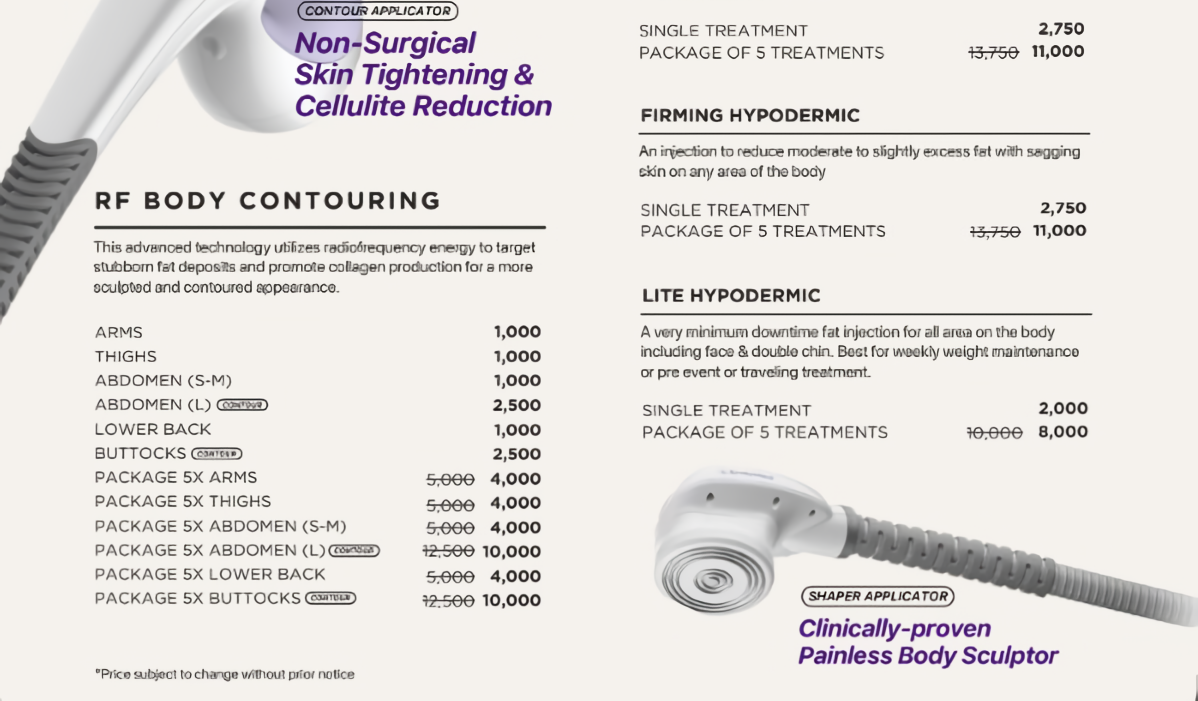 CONTOUR APPLICATOR
Non-Surgical
Skin Tightening &
Cellulite Reduction
RF BODY CONTOURING
This advanced technology utilizes radiofrequency energy to target
stubborn fat deposits and promote collagen production for a more
sculpted and contoured appearance.
ARMS 1,000
THIGHS 1,000
ABDOMEN (S-M) 1,000
ABDOMEN (L) CONTOUR 2,500
LOWER BACK 1,000
BUTTOCKS CONTOUR 2,500
PACKAGE 5X ARMS 5,000 4,000
PACKAGE 5X THIGHS 5,000 4,000
PACKAGE 5X ABDOMEN (S-M) 5,000 4,000
PACKAGE 5X ABDOMEN (L) CONTOUR 12,500 10,000
PACKAGE 5X LOWER BACK 5,000 4,000
PACKAGE 5X BUTTOCKS CONTOUR 12,500 10,000
*Price subject to change without prior notice
SINGLE TREATMENT 2,750
PACKAGE OF 5 TREATMENTS 13,750 11,000
FIRMING HYPODERMIC
An injection to reduce moderate to slightly excess fat with sagging
skin on any area of the body
SINGLE TREATMENT 2,750
PACKAGE OF 5 TREATMENTS 13,750 11,000
LITE HYPODERMIC
A very minimum downtime fat injection for all area on the body
including face & double chin. Best for weekly weight maintenance
or pre event or traveling treatment.
SINGLE TREATMENT 2,000
PACKAGE OF 5 TREATMENTS 10,000 8,000
SHAPER APPLICATOR
Clinically-proven
Painless Body Sculptor